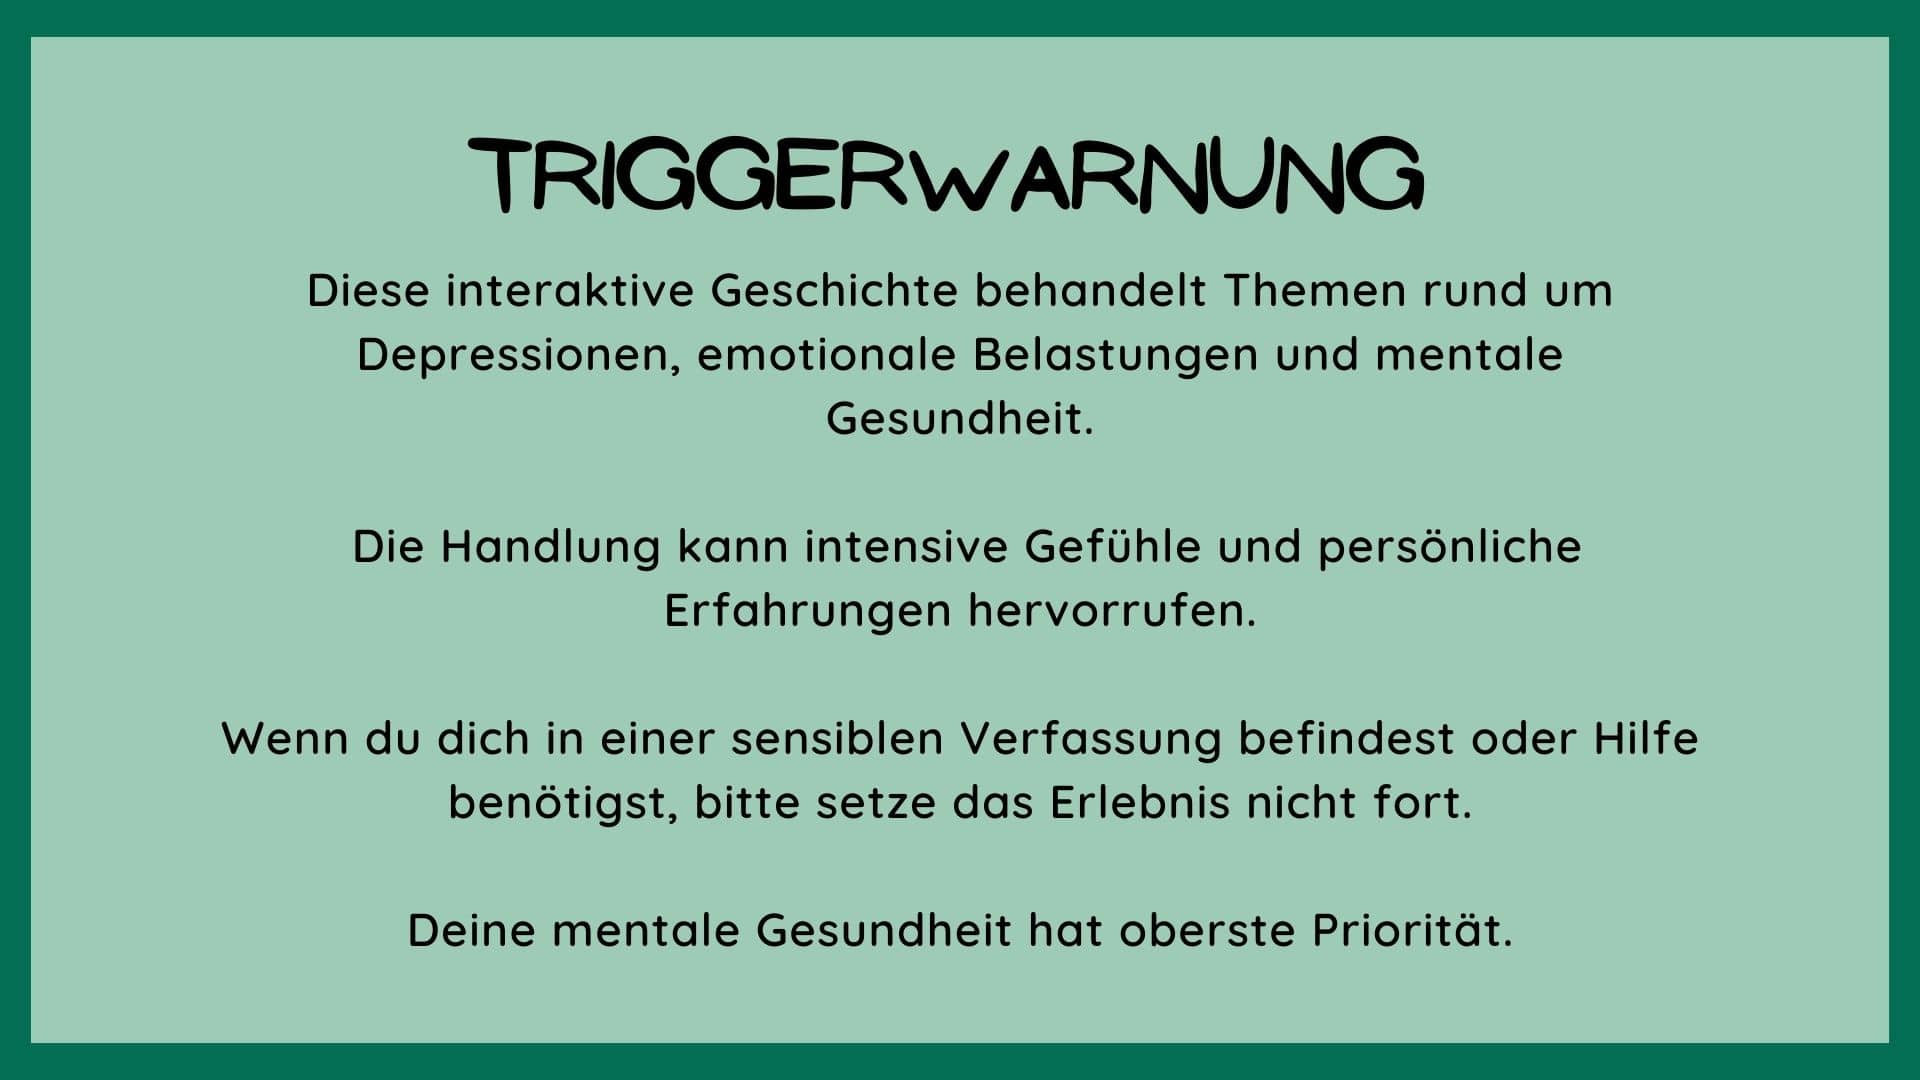 TRIGGERWARNUNG
Diese interaktive Geschichte behandelt Themen rund um
Depressionen, emotionale Belastungen und mentale
Gesundheit.
Die Handlung kann intensive Gefühle und persönliche
Erfahrungen hervorrufen.
Wenn du dich in einer sensiblen Verfassung befindest oder Hilfe
benötigst, bitte setze das Erlebnis nicht fort.
Deine mentale Gesundheit hat oberste Priorität.